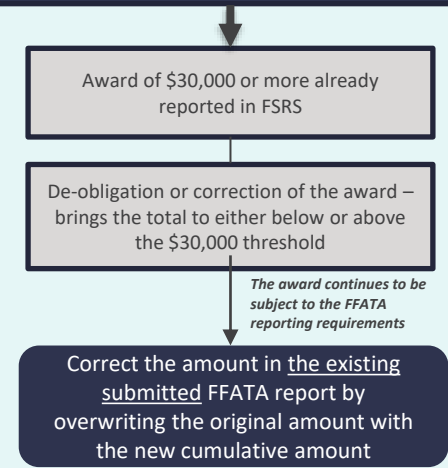 Award of $30,000 or more already
reported in FSRS
De-obligation or correction of the award –
brings the total to either below or above
the $30,000 threshold
The award continues to be
subject to the FFATA
reporting requirements
Correct the amount in the existing
submitted FFATA report by
overwriting the original amount with
the new cumulative amount